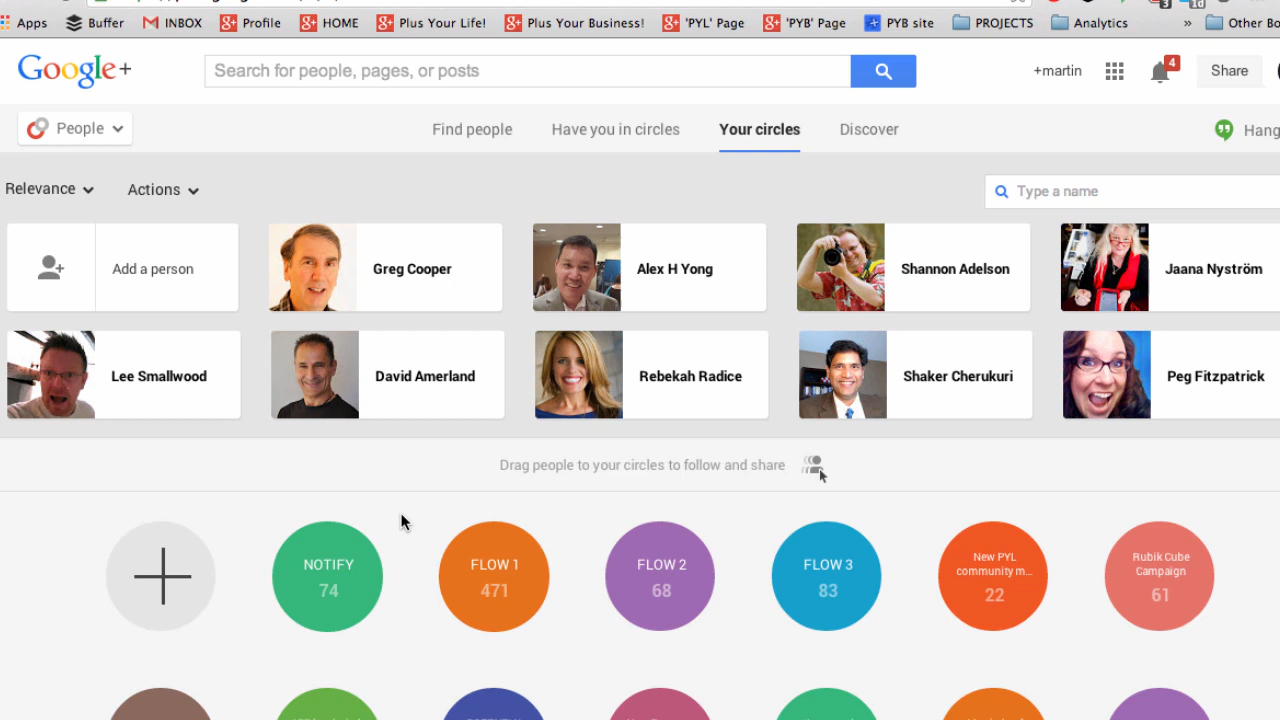 Apps Buffer INBOX Profile HOME Plus Your Life! Plus Your Business! 'PYL' Page 'PYB' Page PYB site PROJECTS Analytics » Other Bo
3 1d
Google+ Search for people, pages, or posts +martin 4 Share
People Find people Have you in circles Your circles Discover Hang
Relevance Actions Type a name
Add a person Greg Cooper Alex H Yong Shannon Adelson Jaana Nyström
Lee Smallwood David Amerland Rebekah Radice Shaker Cherukuri Peg Fitzpatrick
Drag people to your circles to follow and share
NOTIFY
74
FLOW 1
471
FLOW 2
68
FLOW 3
83
New PYL
community m...
22
Rubik Cube
Campaign
61